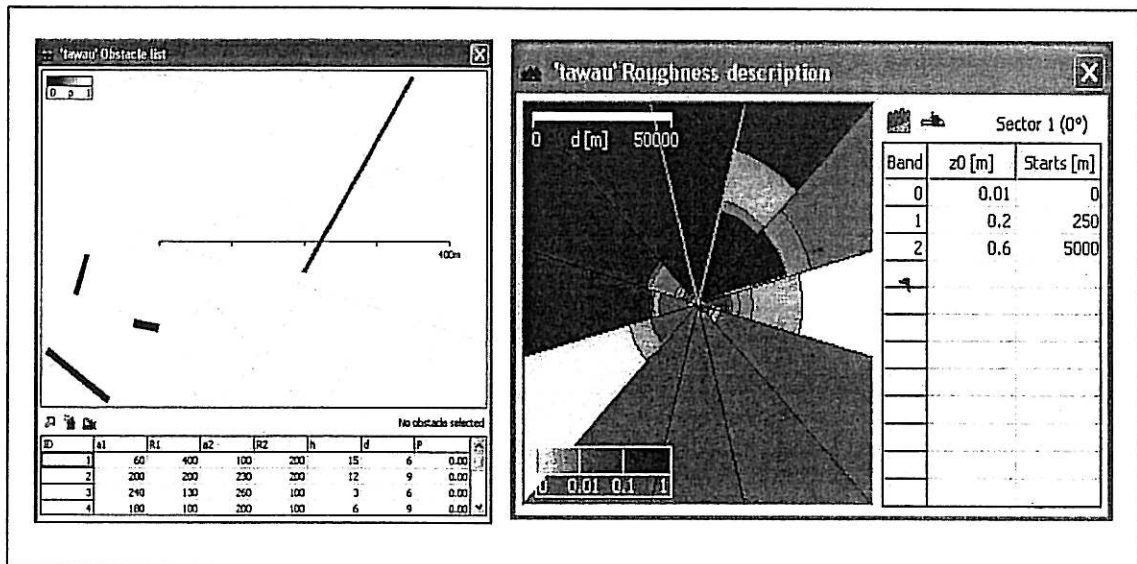 'tawau' Obstacle list
0 p 1
400m
No obstacle selected
ID a1 R1 a2 R2 h d P
1 60 400 100 200 15 6 0.00
2 200 200 230 200 12 9 0.00
3 240 130 260 100 3 6 0.00
4 180 100 200 100 6 9 0.00
'tawau' Roughness description
0 d [m] 50000
Sector 1 (0°)
Band z0 [m] Starts [m]
0 0.01 0
1 0.2 250
2 0.6 5000
0 0.01 0.1 1